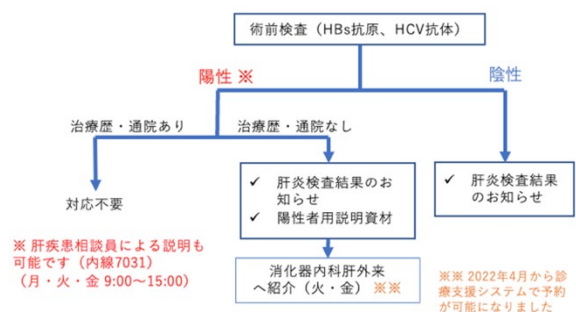 術前検査（HBs抗原、HCV抗体）
陽性 ※
陰性
治療歴・通院あり
治療歴・通院なし
対応不要
✓ 肝炎検査結果のお
知らせ
✓ 陽性者用説明資材
✓ 肝炎検査結果
のお知らせ
消化器内科肝外来
へ紹介（火・金）※※
※ 肝疾患相談員による説明も
可能です（内線7031）
（月・火・金 9:00～15:00）
※※ 2022年4月から診
療支援システムで予約
が可能になりました